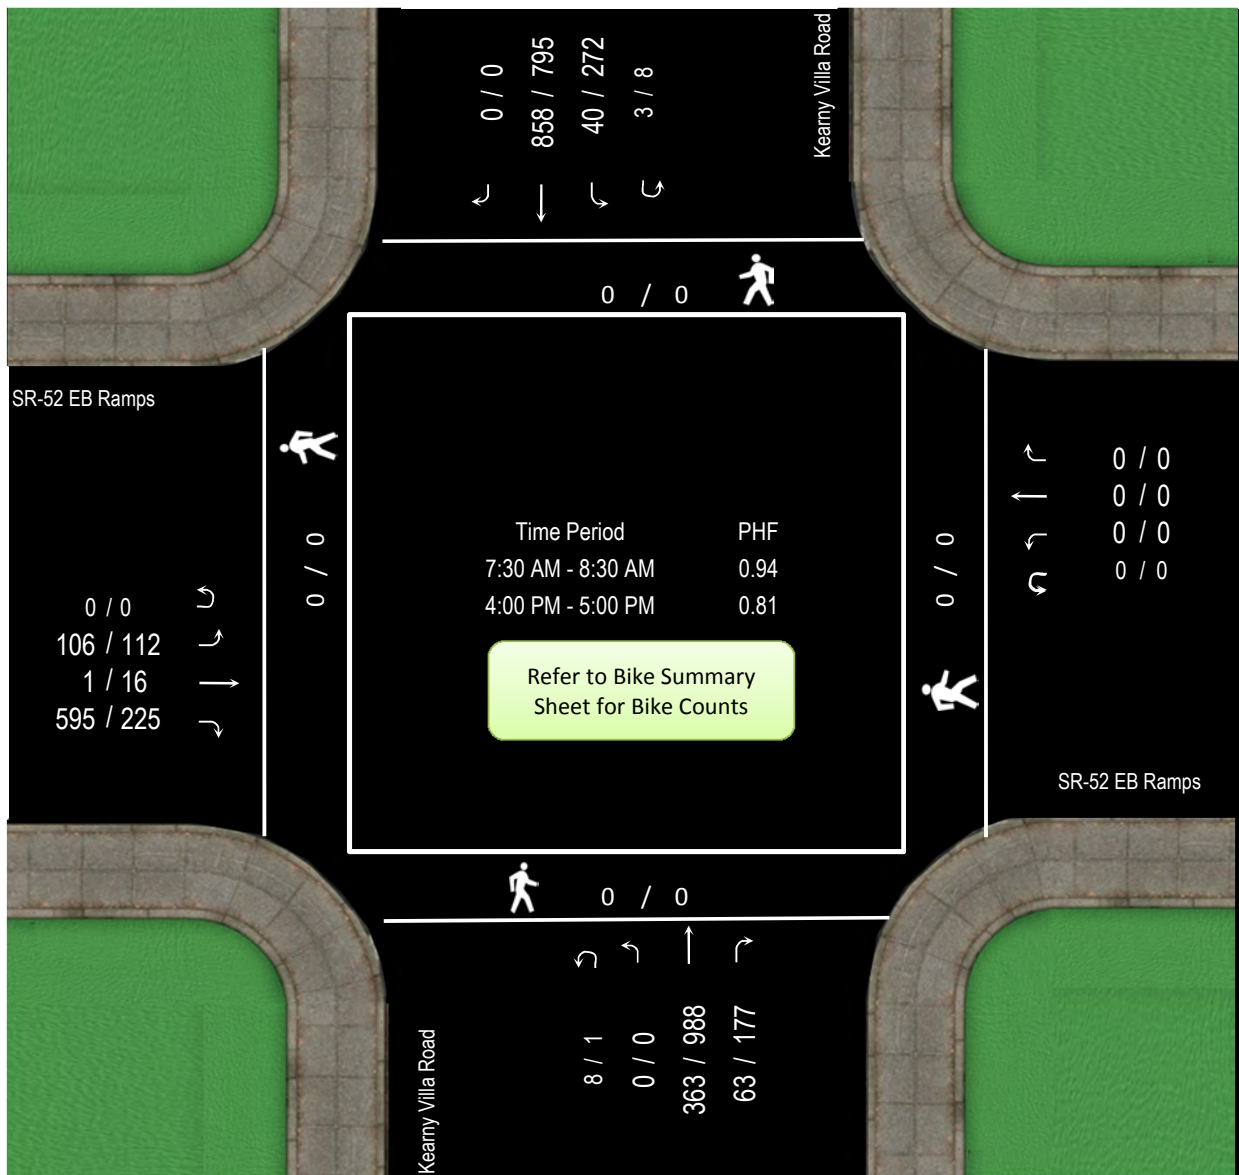 0 / 0
858 / 795
40 / 272
3 / 8
Kearny Villa Road
0 / 0
SR-52 EB Ramps
0 / 0
0 / 0
106 / 112
1 / 16
595 / 225
Time Period PHF
7:30 AM - 8:30 AM 0.94
4:00 PM - 5:00 PM 0.81
Refer to Bike Summary
Sheet for Bike Counts
0 / 0
0 / 0
0 / 0
0 / 0
0 / 0
SR-52 EB Ramps
0 / 0
Kearny Villa Road
8 / 1
0 / 0
363 / 988
63 / 177